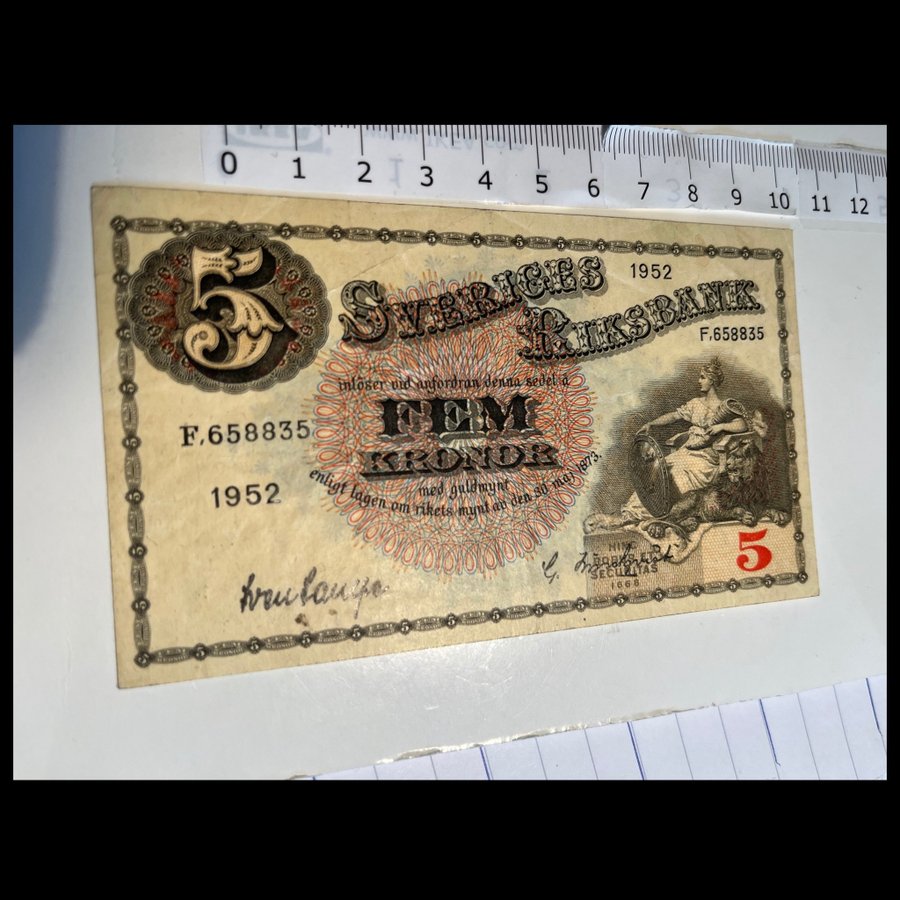 0 1 2 3 4 5 6 7 8 9 10 11 12
5
SVERIGES
1952
RIKSBANK
F,658835
inlöser vid anfordran denna sedel à
FEM
F,658835
KRONOR
med guldmynt
1952
enligt lagen om rikets mynt av den 30 maj 1873.
5
SECURITAS
1668